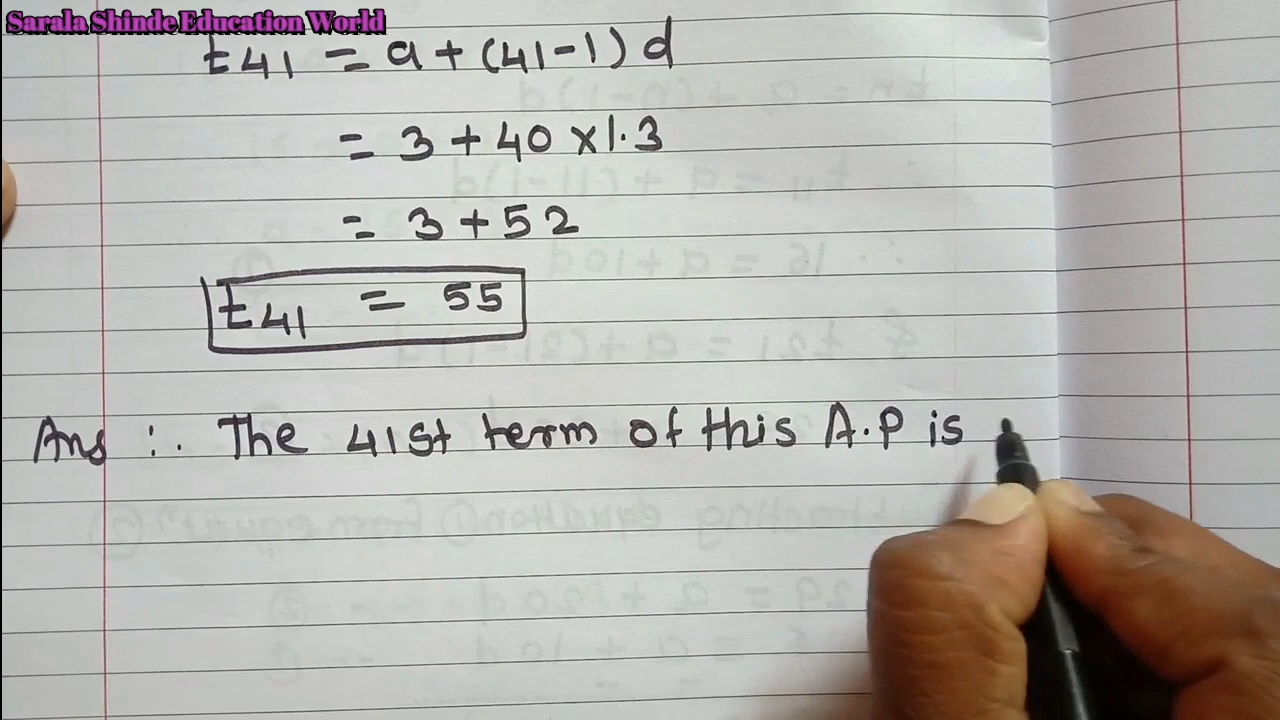 Sarala Shinde Education World
t41 = a + (41-1) d
= 3 + 40 × 1.3
= 3 + 52
t41 = 55
Ans :. The 41st term of this A.P is